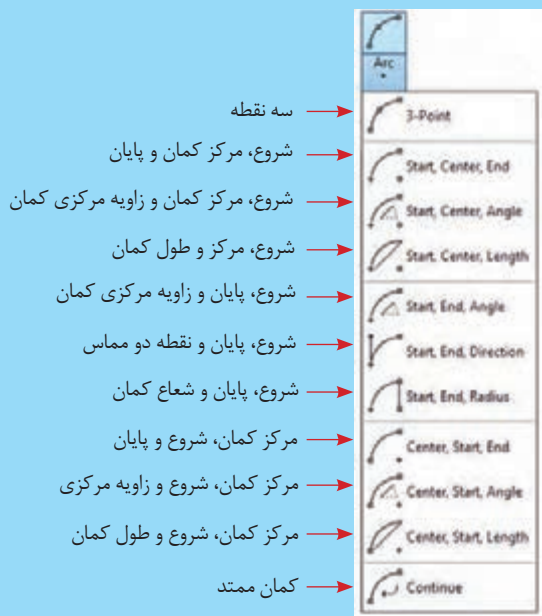 Arc
سه نقطه
3-Point
شروع، مرکز کمان و پایان
Start, Center, End
شروع، مرکز کمان و زاویه مرکزی کمان
Start, Center, Angle
شروع، مرکز و طول کمان
Start, Center, Length
شروع، پایان و زاویه مرکزی کمان
Start, End, Angle
شروع، پایان و نقطه دو مماس
Start, End, Direction
شروع، پایان و شعاع کمان
Start, End, Radius
مرکز کمان، شروع و پایان
Center, Start, End
مرکز کمان، شروع و زاویه مرکزی
Center, Start, Angle
مرکز کمان، شروع و طول کمان
Center, Start, Length
کمان ممتد
Continue